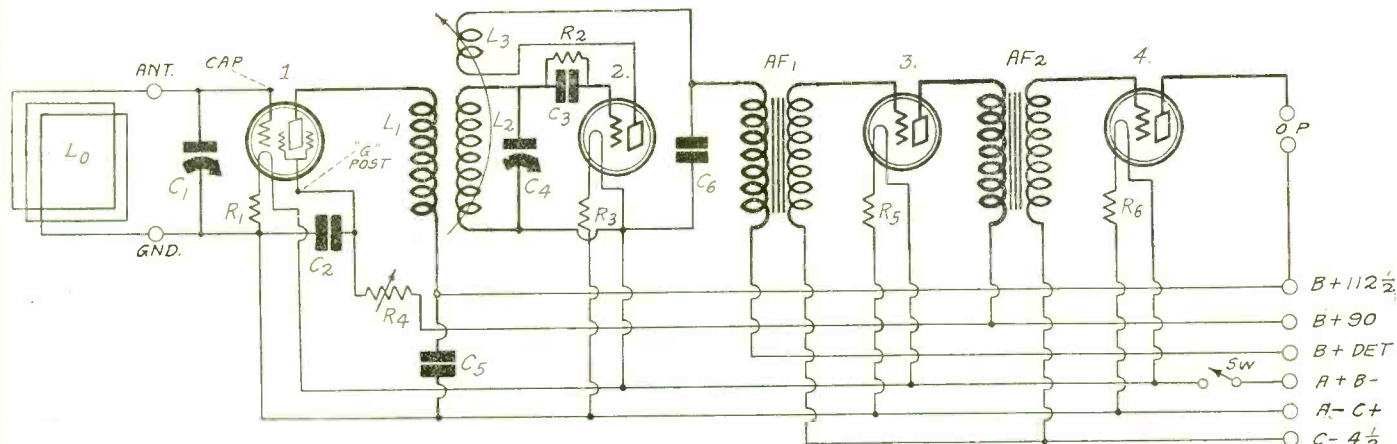 ANT.
CAP
1
L3
R2
2.
AF1
3.
AF2
4.
L0
C1
"G"
POST
L1
L2
C3
C4
C6
O.P
R1
C2
R3
R5
R6
GND.
R4
C5
B+112½
B+90
B+DET
SW
A+B-
A-C+
C-4½